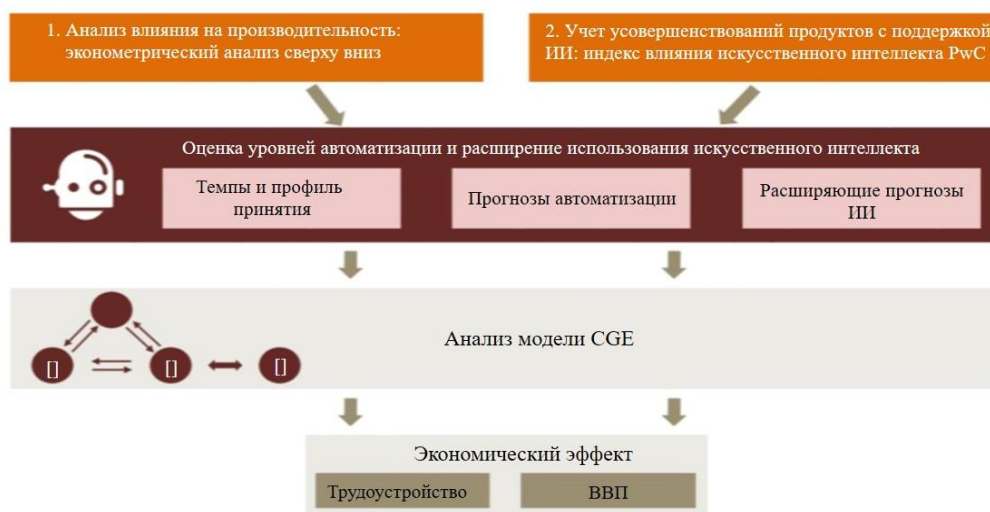 1. Анализ влияния на производительность:
эконометрический анализ сверху вниз
2. Учет усовершенствований продуктов с поддержкой
ИИ: индекс влияния искусственного интеллекта PwC
Оценка уровней автоматизации и расширение использования искусственного интеллекта
Темпы и профиль
принятия
Прогнозы автоматизации
Расширяющие прогнозы
ИИ
Анализ модели CGE
[]
[]
[]
Экономический эффект
Трудоустройство
ВВП